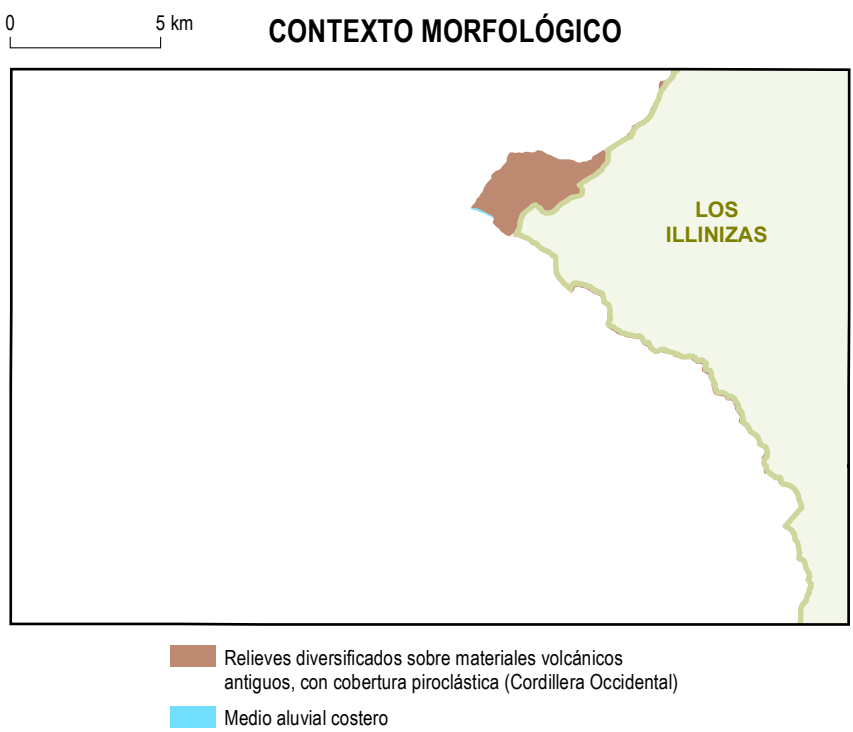 0 5 km
CONTEXTO MORFOLÓGICO
LOS
ILLINIZAS
Relieves diversificados sobre materiales volcánicos
antiguos, con cobertura piroclástica (Cordillera Occidental)
Medio aluvial costero